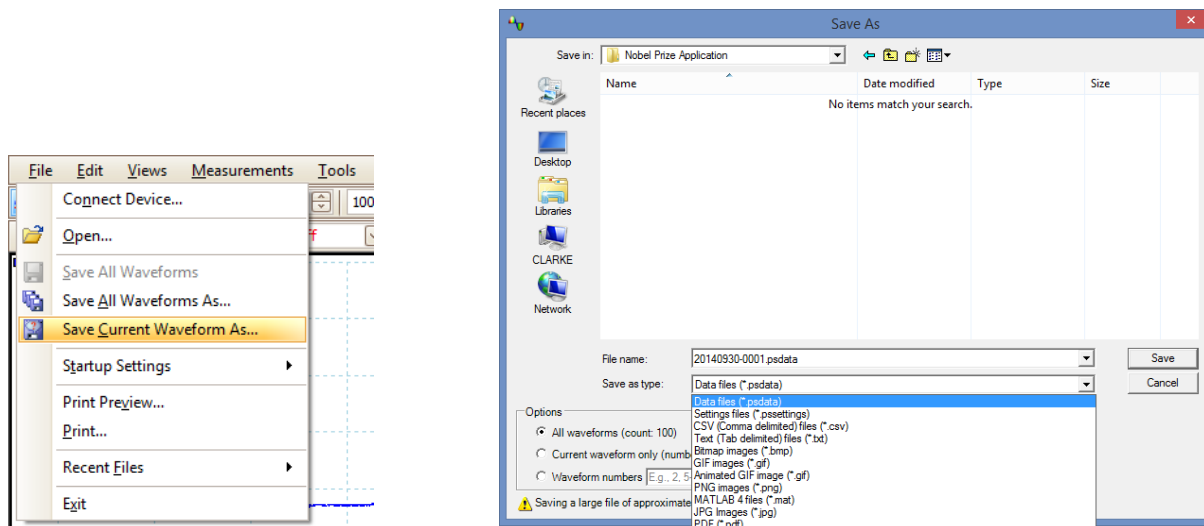 File Edit Views Measurements Tools
Connect Device...
100
Open...
Save All Waveforms
Save All Waveforms As...
Save Current Waveform As...
Startup Settings
Print Preview...
Print...
Recent Files
Exit
Save As
Save in: Nobel Prize Application
Name Date modified Type Size
No items match your search.
Recent places
Desktop
Libraries
CLARKE
Network
File name: 20140930-0001.psdata Save
Save as type: Data files (*.psdata) Cancel
Data files (*.psdata)
Settings files (*.pssettings)
CSV (Comma delimited) files (*.csv)
Text (Tab delimited) files (*.txt)
Bitmap images (*.bmp)
GIF images (*.gif)
Animated GIF image (*.gif)
PNG images (*.png)
MATLAB 4 files (*.mat)
JPG Images (*.jpg)
PDF (*.pdf)
Options
All waveforms (count: 100)
Current waveform only
Waveform numbers E.g., 2,
Saving a large file of